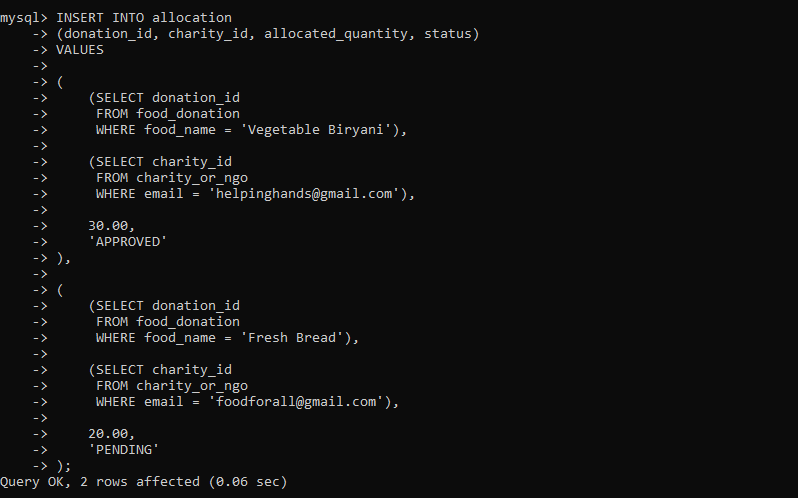 mysql> INSERT INTO allocation
    -> (donation_id, charity_id, allocated_quantity, status)
    -> VALUES
    ->
    -> (
    ->     (SELECT donation_id
    ->      FROM food_donation
    ->      WHERE food_name = 'Vegetable Biryani'),
    ->
    ->     (SELECT charity_id
    ->      FROM charity_or_ngo
    ->      WHERE email = 'helpinghands@gmail.com'),
    ->
    ->     30.00,
    ->     'APPROVED'
    -> ),
    ->
    -> (
    ->     (SELECT donation_id
    ->      FROM food_donation
    ->      WHERE food_name = 'Fresh Bread'),
    ->
    ->     (SELECT charity_id
    ->      FROM charity_or_ngo
    ->      WHERE email = 'foodforall@gmail.com'),
    ->
    ->     20.00,
    ->     'PENDING'
    -> );
Query OK, 2 rows affected (0.06 sec)